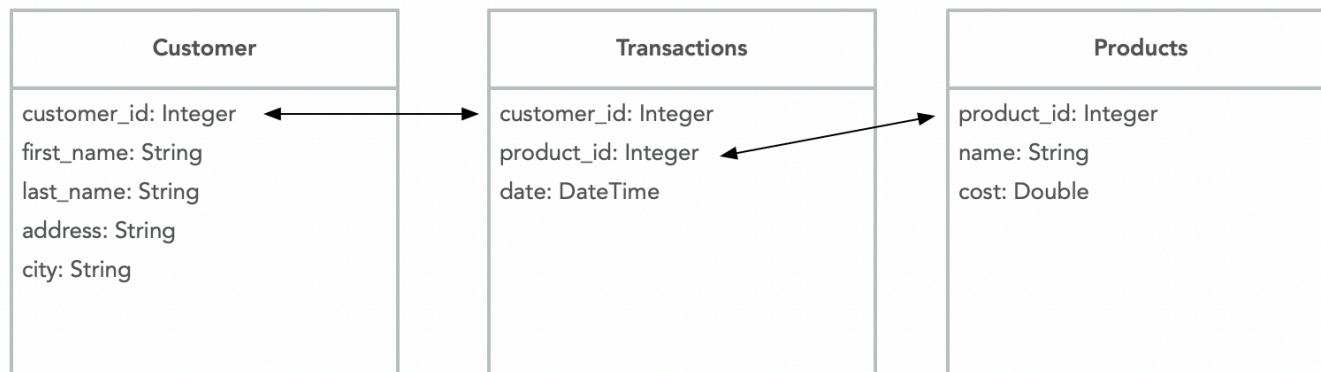 Customer
customer_id: Integer
first_name: String
last_name: String
address: String
city: String
Transactions
customer_id: Integer
product_id: Integer
date: DateTime
Products
product_id: Integer
name: String
cost: Double